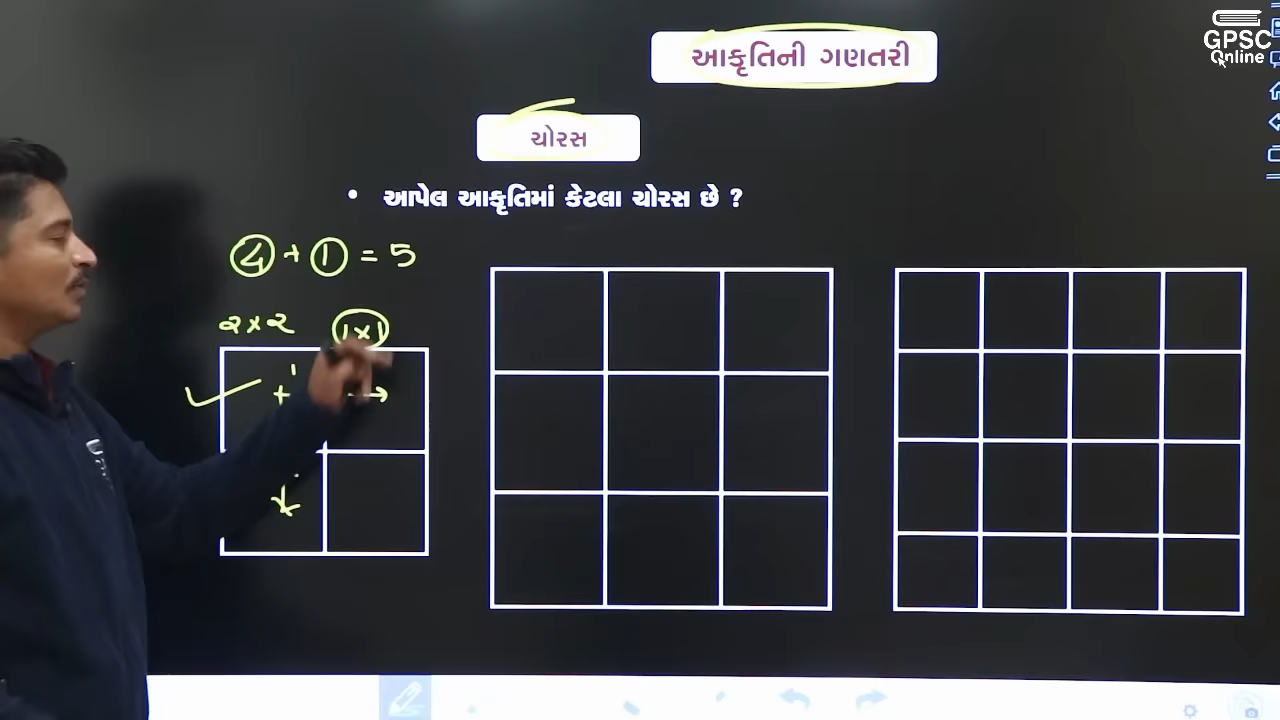 GPSC
Online
આકૃતિની ગણતરી
ચોરસ
• આપેલ આકૃતિમાં કેટલા ચોરસ છે ?
4 + 1 = 5
2 × 2 1 × 1